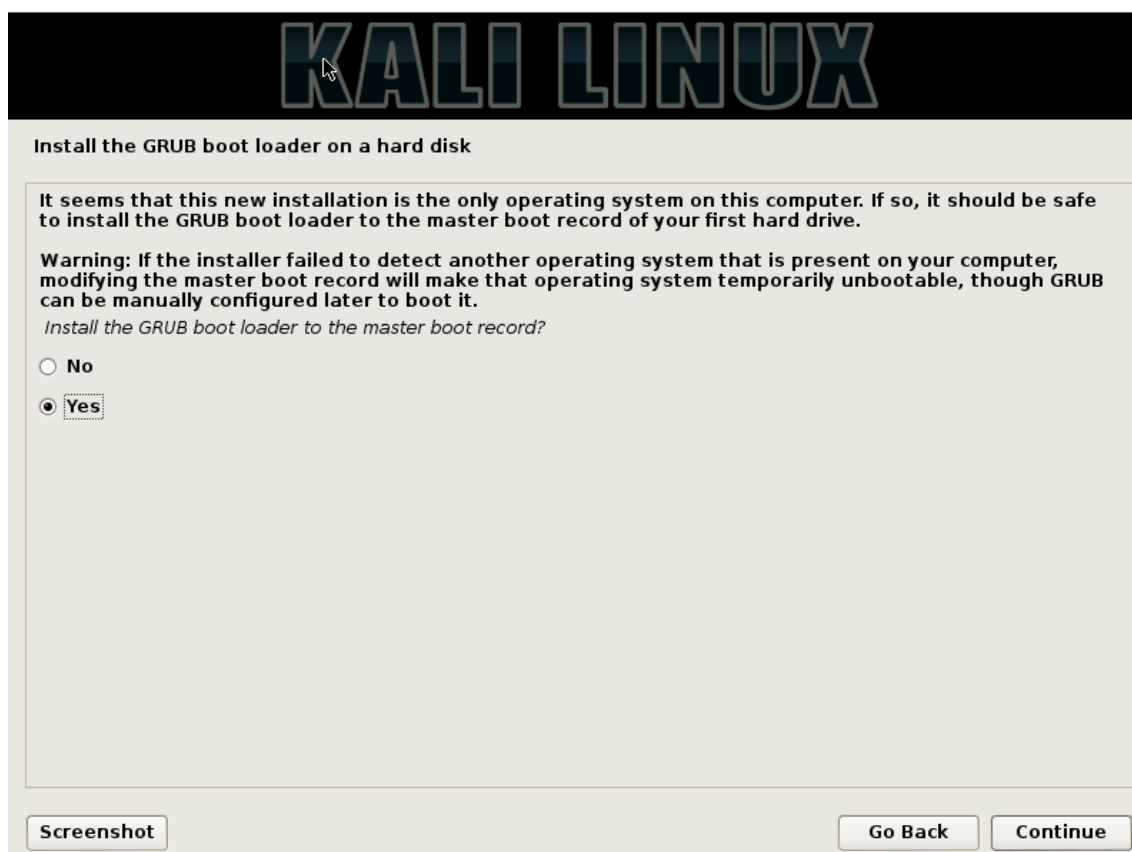 KALI LINUX
Install the GRUB boot loader on a hard disk
It seems that this new installation is the only operating system on this computer. If so, it should be safe
to install the GRUB boot loader to the master boot record of your first hard drive.
Warning: If the installer failed to detect another operating system that is present on your computer,
modifying the master boot record will make that operating system temporarily unbootable, though GRUB
can be manually configured later to boot it.
Install the GRUB boot loader to the master boot record?
No
Yes
Screenshot
Go Back
Continue